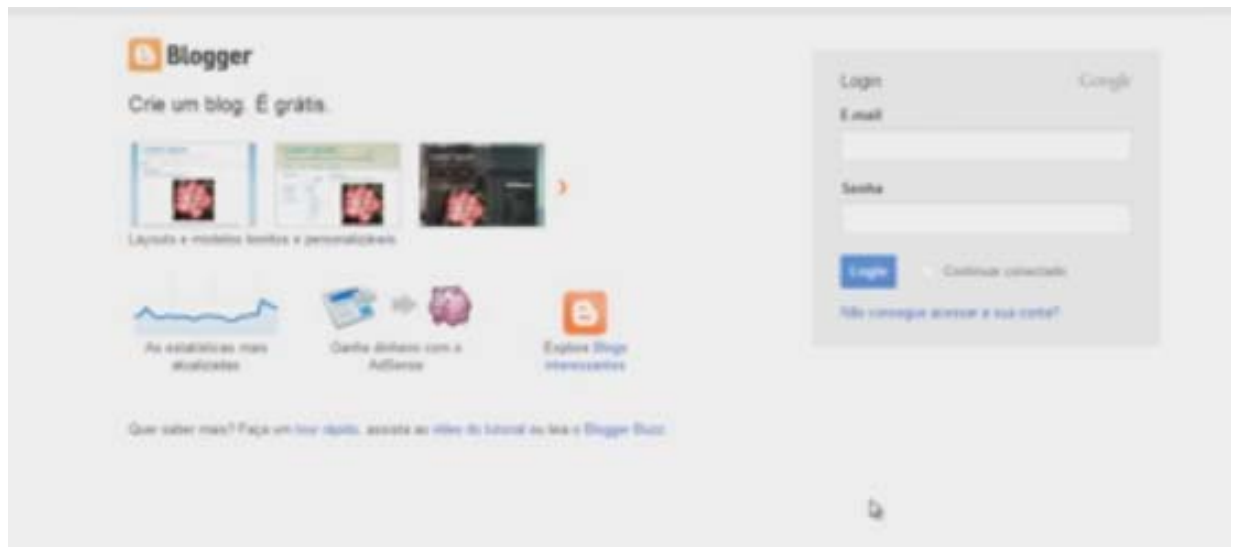 Blogger
Crie um blog. É grátis.
Layouts e modelos bonitos e personalizáveis
As estatísticas mais
atualizadas
Ganhe dinheiro com o
AdSense
Explore Blogs
interessantes
Quer saber mais? Faça um tour rápido, assista ao vídeo do tutorial ou leia o Blogger Buzz
Login
Google
E-mail
Senha
Login
Continuar conectado
Não consegue acessar a sua conta?